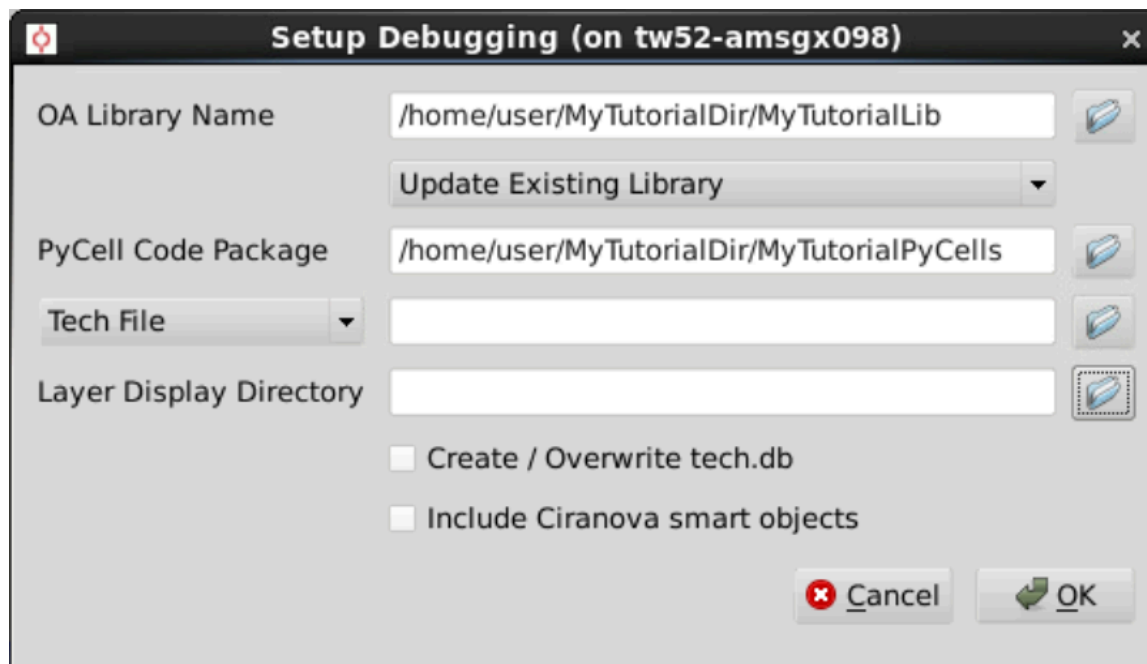 Setup Debugging (on tw52-amsgx098)
OA Library Name /home/user/MyTutorialDir/MyTutorialLib
Update Existing Library
PyCell Code Package /home/user/MyTutorialDir/MyTutorialPyCells
Tech File
Layer Display Directory
Create / Overwrite tech.db
Include Ciranova smart objects
Cancel OK